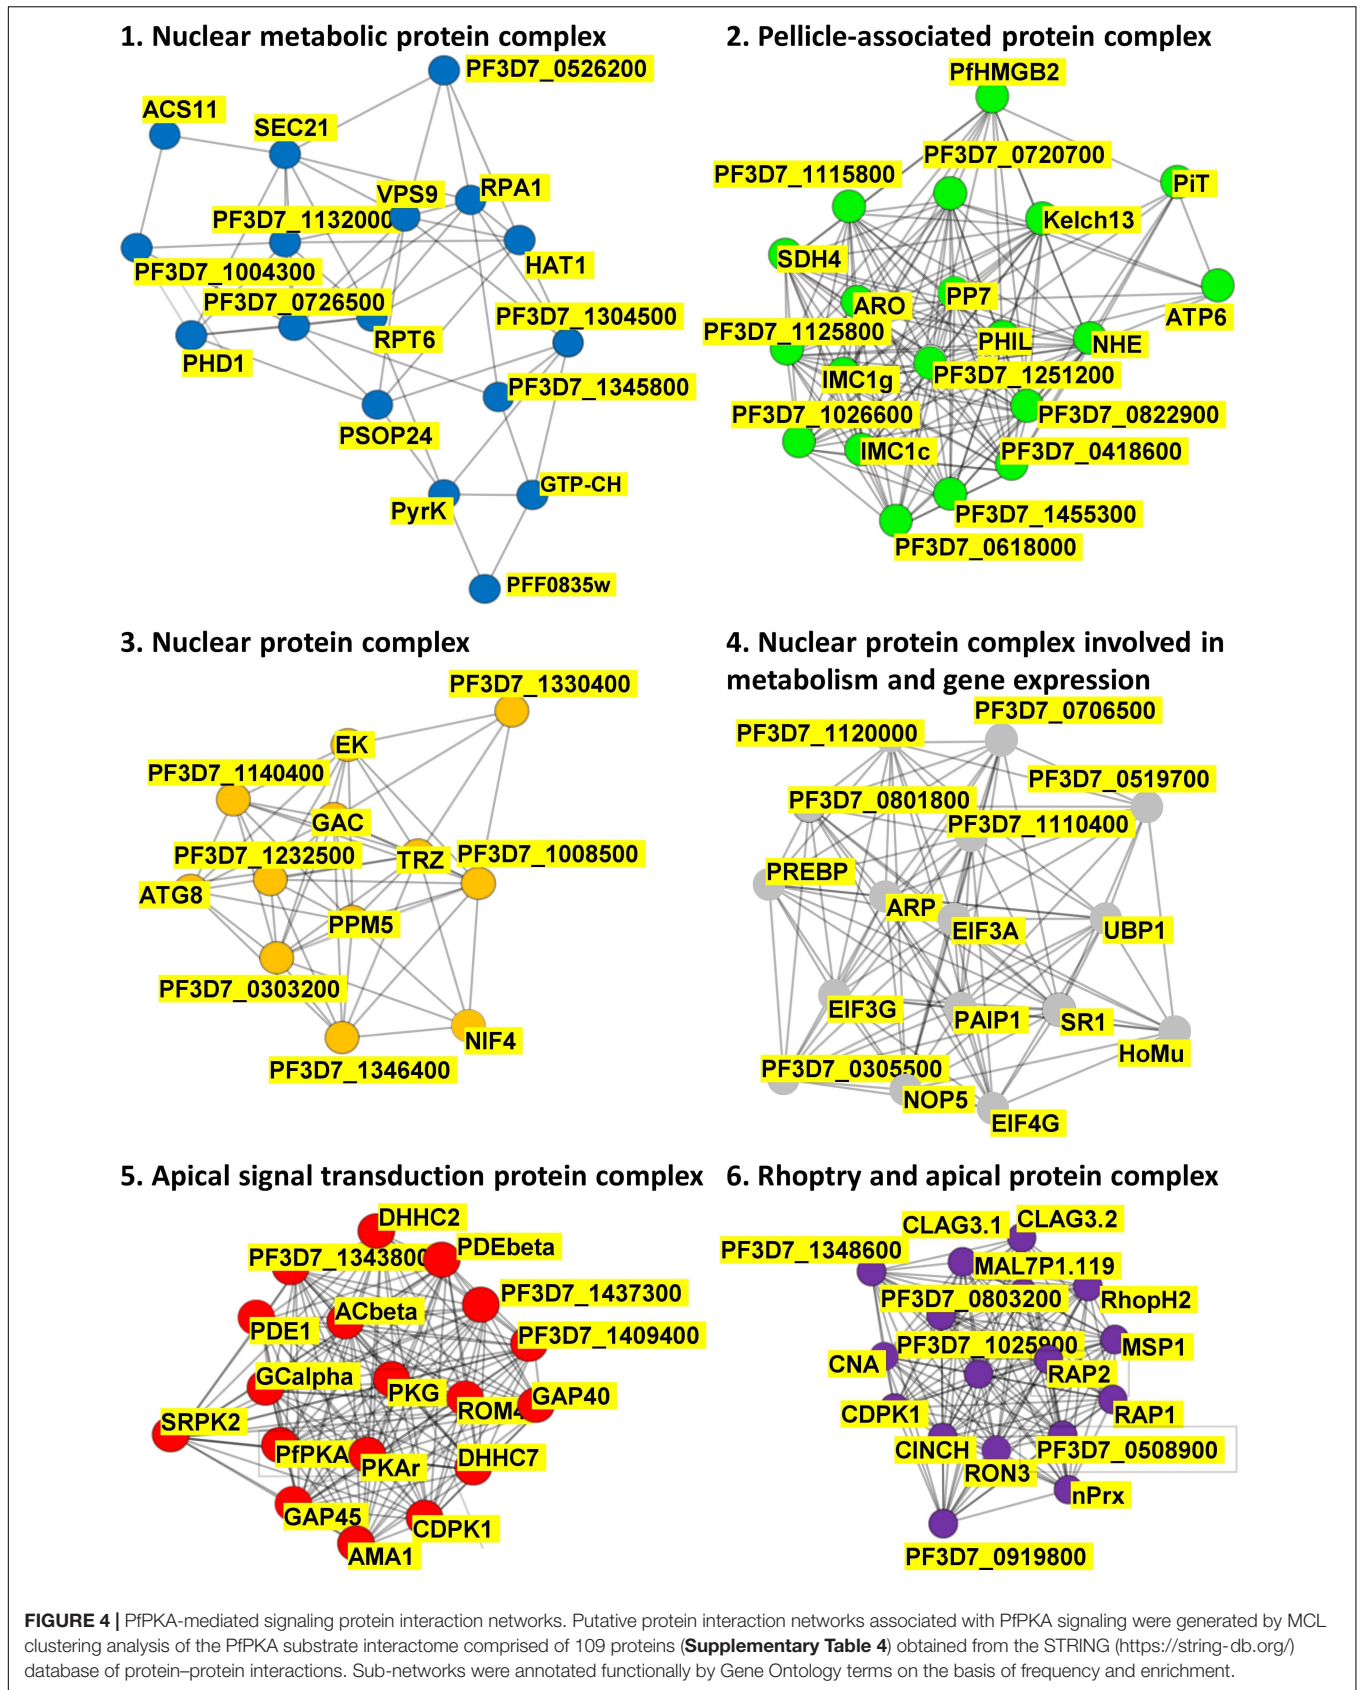 1. Nuclear metabolic protein complex
PF3D7_0526200
ACS11
SEC21
VPS9
RPA1
PF3D7_1132000
HAT1
PF3D7_1004300
PF3D7_0726500
PF3D7_1304500
RPT6
PHD1
PF3D7_1345800
PSOP24
GTP-CH
PyrK
PFF0835w
2. Pellicle-associated protein complex
PfHMGB2
PF3D7_0720700
PF3D7_1115800
PiT
Kelch13
SDH4
PP7
ARO
ATP6
PF3D7_1125800
PHIL
NHE
IMC1g
PF3D7_1251200
PF3D7_1026600
PF3D7_0822900
IMC1c
PF3D7_0418600
PF3D7_1455300
PF3D7_0618000
3. Nuclear protein complex
PF3D7_1330400
EK
PF3D7_1140400
GAC
PF3D7_1232500
TRZ
PF3D7_1008500
ATG8
PPM5
PF3D7_0303200
NIF4
PF3D7_1346400
4. Nuclear protein complex involved in
metabolism and gene expression
PF3D7_0706500
PF3D7_1120000
PF3D7_0519700
PF3D7_0801800
PF3D7_1110400
PREBP
ARP
EIF3A
UBP1
EIF3G
PAIP1
SR1
HoMu
PF3D7_0305500
NOP5
EIF4G
5. Apical signal transduction protein complex
DHHC2
PF3D7_1343800
PDEbeta
PF3D7_1437300
ACbeta
PDE1
PF3D7_1409400
GCalpha
PKG
GAP40
ROM4
SRPK2
PfPKA
PKAr
DHHC7
GAP45
CDPK1
AMA1
6. Rhoptry and apical protein complex
CLAG3.1
CLAG3.2
PF3D7_1348600
MAL7P1.119
PF3D7_0803200
RhopH2
PF3D7_1025900
MSP1
CNA
RAP2
CDPK1
RAP1
CINCH
PF3D7_0508900
RON3
nPrx
PF3D7_0919800
FIGURE 4 | PfPKA-mediated signaling protein interaction networks. Putative protein interaction networks associated with PfPKA signaling were generated by MCL
clustering analysis of the PfPKA substrate interactome comprised of 109 proteins (Supplementary Table 4) obtained from the STRING (https://string-db.org/)
database of protein–protein interactions. Sub-networks were annotated functionally by Gene Ontology terms on the basis of frequency and enrichment.